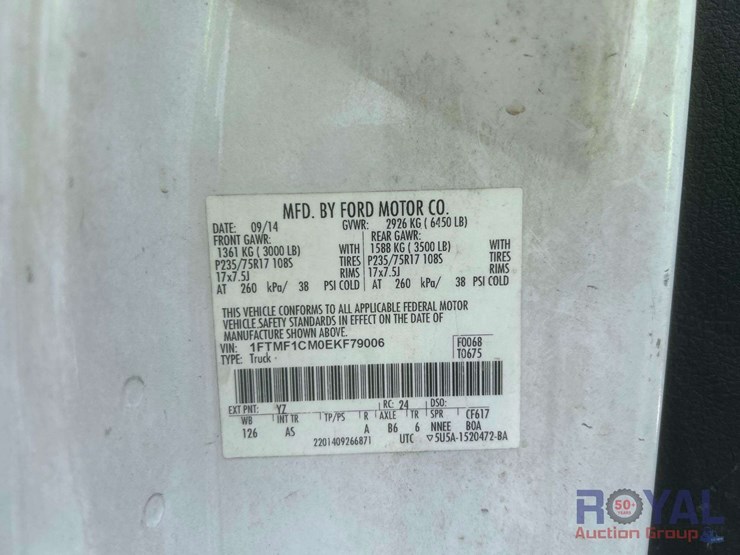 MFD. BY FORD MOTOR CO.
DATE: 09/14 GVWR: 2926 KG ( 6450 LB)
FRONT GAWR: REAR GAWR:
1361 KG ( 3000 LB) WITH 1588 KG ( 3500 LB) WITH
P235/75R17 108S TIRES P235/75R17 108S TIRES
17x7.5J RIMS 17x7.5J RIMS
AT 260 kPa/ 38 PSI COLD AT 260 kPa/ 38 PSI COLD
THIS VEHICLE CONFORMS TO ALL APPLICABLE FEDERAL MOTOR
VEHICLE SAFETY STANDARDS IN EFFECT ON THE DATE OF
MANUFACTURE SHOWN ABOVE.
VIN: 1FTMF1CM0EKF79006 F0068
TYPE: Truck T0675
EXT PNT: YZ RC: 24 DSO:
WB INT TR TP/PS R AXLE TR SPR CF617
126 AS A B6 6 NNEE BOA
2201409266871 UTC ▽5U5A-1520472-BA
ROYAL
50+
YEARS
Auction Group